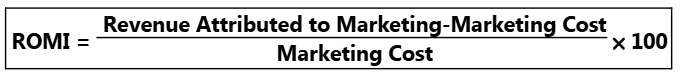 Revenue Attributed to Marketing-Marketing Cost
ROMI = × 100
Marketing Cost